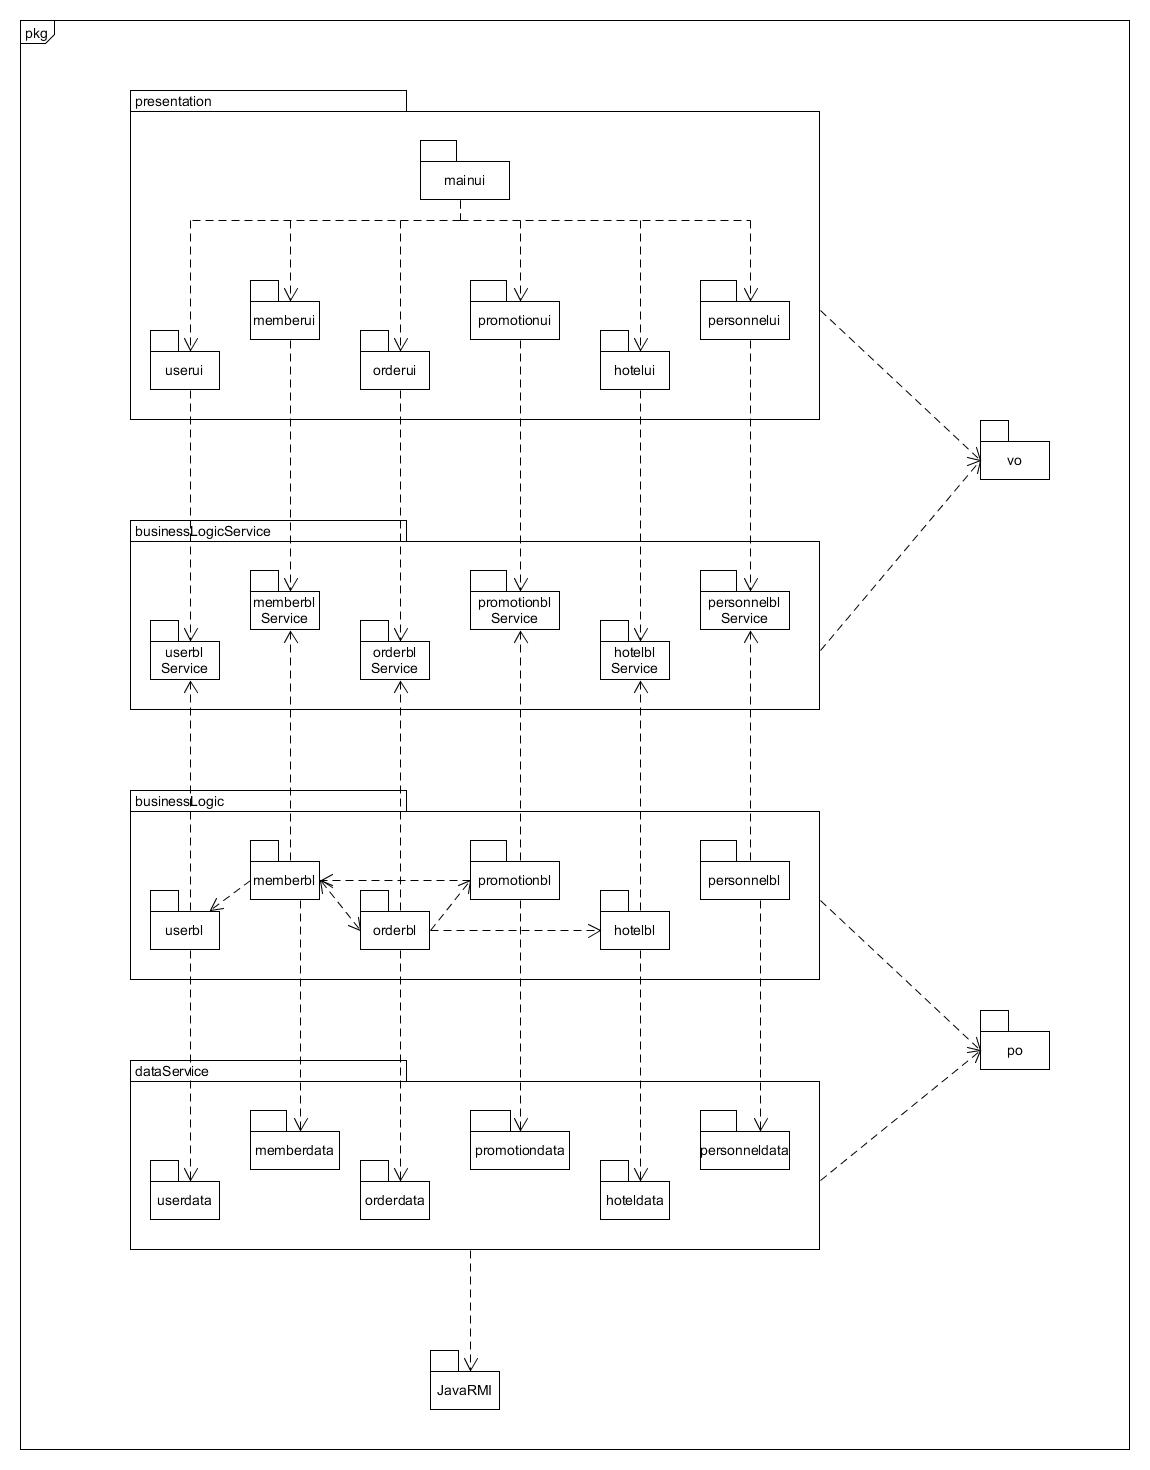 pkg
presentation
mainui
memberui
promotionui
personnelui
userui
orderui
hotelui
vo
businessLogicService
memberbl
Service
promotionbl
Service
personnelbl
Service
userbl
Service
orderbl
Service
hotelbl
Service
businessLogic
memberbl
promotionbl
personnelbl
userbl
orderbl
hotelbl
po
dataService
memberdata
promotiondata
personneldata
userdata
orderdata
hoteldata
JavaRMI